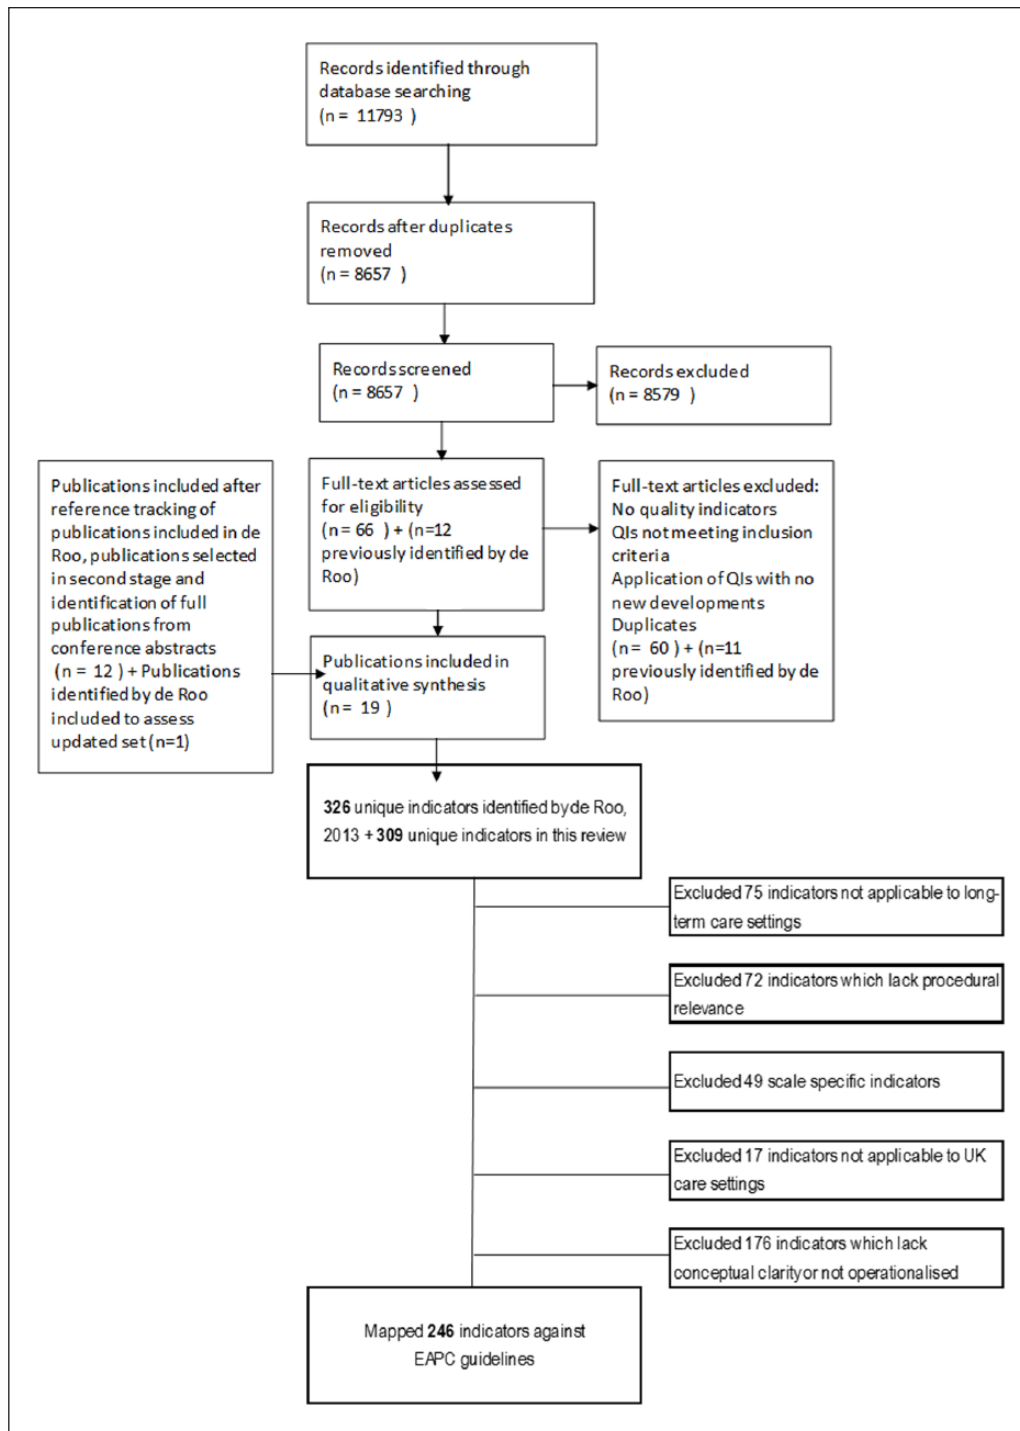 Records identified through
database searching
(n = 11793 )
Records after duplicates
removed
(n = 8657 )
Records screened
(n = 8657 )
Records excluded
(n = 8579 )
Publications included after
reference tracking of
publications included in de
Roo, publications selected
in second stage and
identification of full
publications from
conference abstracts
(n = 12 ) + Publications
identified by de Roo
included to assess
updated set (n=1)
Full-text articles assessed
for eligibility
(n = 66 ) + (n=12
previously identified by de
Roo)
Full-text articles excluded:
No quality indicators
QIs not meeting inclusion
criteria
Application of QIs with no
new developments
Duplicates
(n = 60 ) + (n=11
previously identified by de
Roo)
Publications included in
qualitative synthesis
(n = 19 )
326 unique indicators identified by de Roo,
2013 + 309 unique indicators in this review
Excluded 75 indicators not applicable to long-
term care settings
Excluded 72 indicators which lack procedural
relevance
Excluded 49 scale specific indicators
Excluded 17 indicators not applicable to UK
care settings
Excluded 176 indicators which lack
conceptual clarity or not operationalised
Mapped 246 indicators against
EAPC guidelines